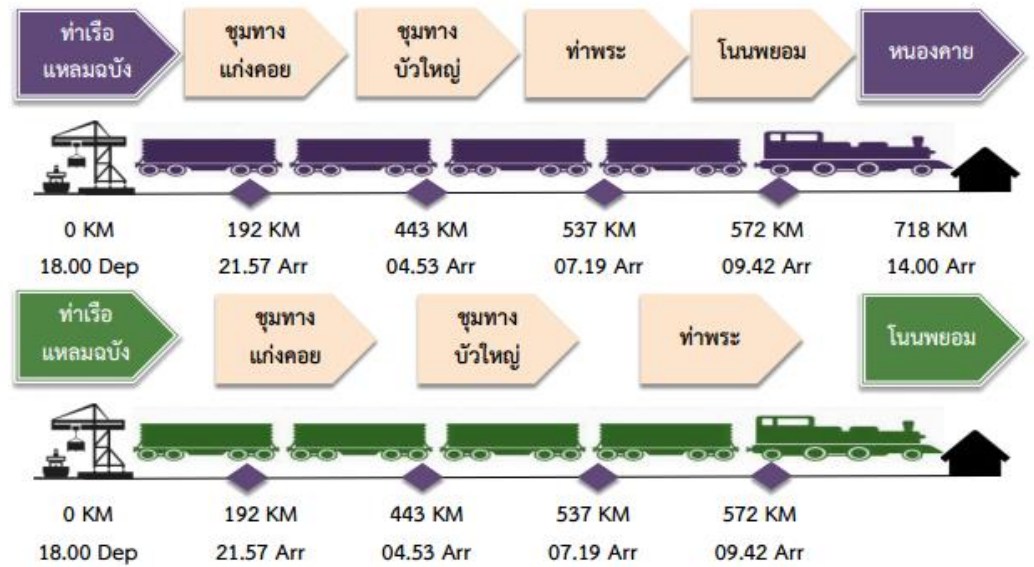 ท่าเรือ
แหลมฉบัง
ชุมทาง
แก่งคอย
ชุมทาง
บัวใหญ่
ท่าพระ
โนนพยอม
หนองคาย
0 KM
192 KM
443 KM
537 KM
572 KM
718 KM
18.00 Dep
21.57 Arr
04.53 Arr
07.19 Arr
09.42 Arr
14.00 Arr
ท่าเรือ
แหลมฉบัง
ชุมทาง
แก่งคอย
ชุมทาง
บัวใหญ่
ท่าพระ
โนนพยอม
0 KM
192 KM
443 KM
537 KM
572 KM
18.00 Dep
21.57 Arr
04.53 Arr
07.19 Arr
09.42 Arr